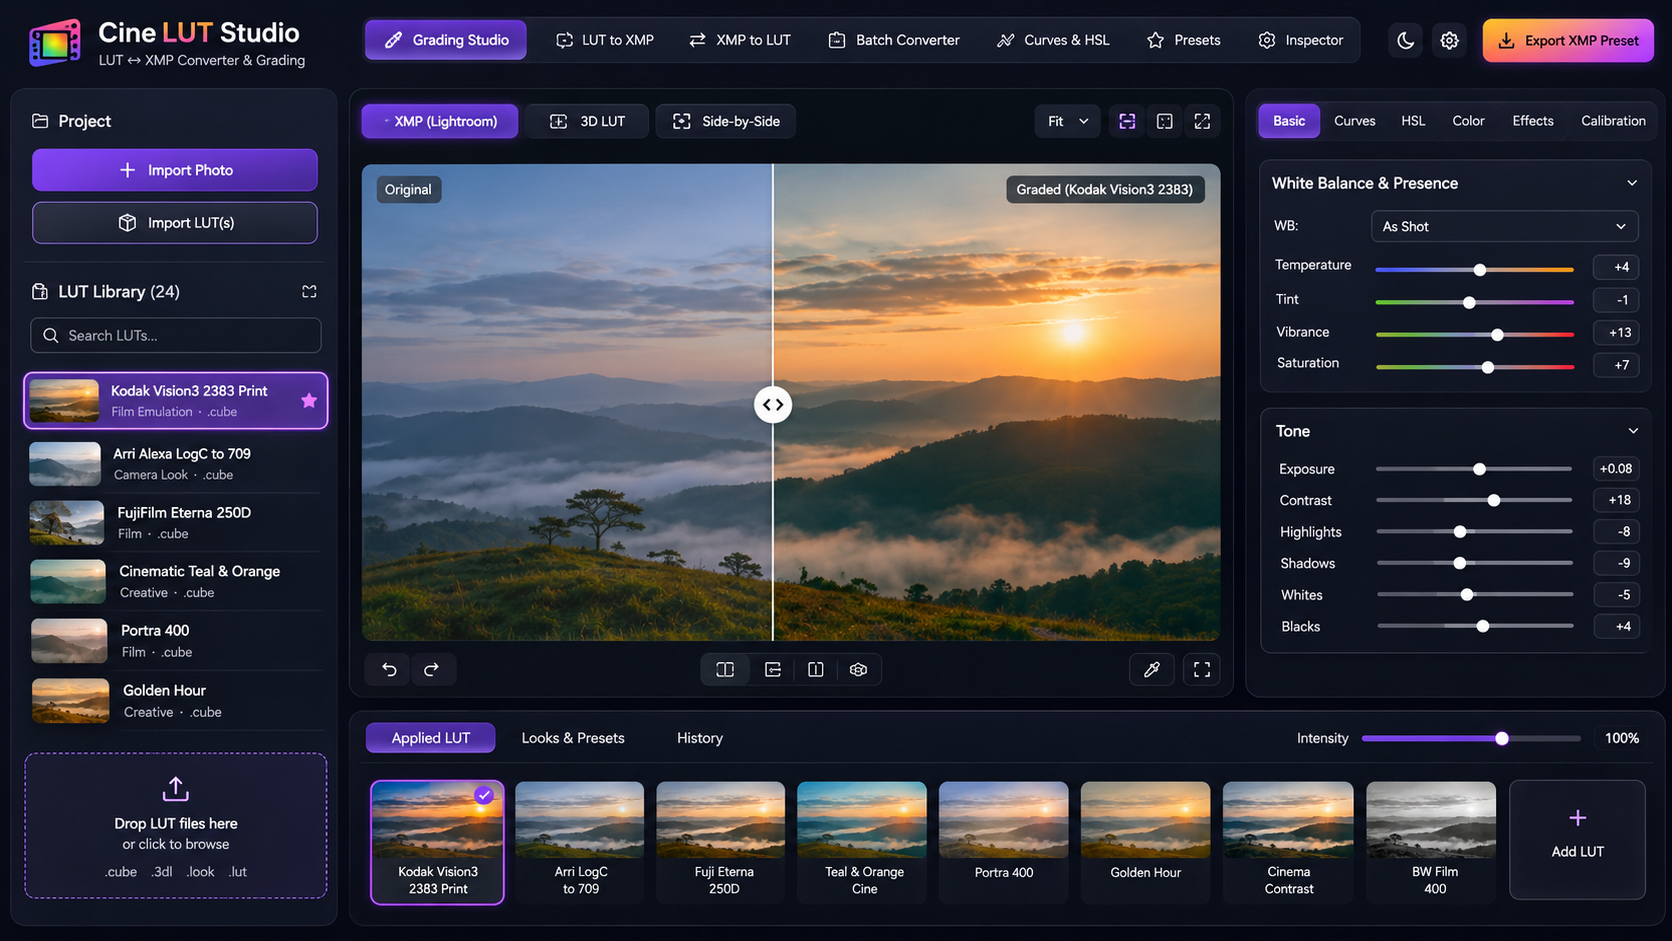 Cine LUT Studio
LUT ↔ XMP Converter & Grading
Grading Studio
LUT to XMP
XMP to LUT
Batch Converter
Curves & HSL
Presets
Inspector
Export XMP Preset
Project
Import Photo
Import LUT(s)
LUT Library (24)
Search LUTs...
Kodak Vision3 2383 Print
Film Emulation · .cube
Arri Alexa LogC to 709
Camera Look · .cube
FujiFilm Eterna 250D
Film · .cube
Cinematic Teal & Orange
Creative · .cube
Portra 400
Film · .cube
Golden Hour
Creative · .cube
Drop LUT files here
or click to browse
.cube .3dl .look .lut
XMP (Lightroom)
3D LUT
Side-by-Side
Fit
Original
Graded (Kodak Vision3 2383)
Basic
Curves
HSL
Color
Effects
Calibration
White Balance & Presence
WB:
As Shot
Temperature
+4
Tint
-1
Vibrance
+13
Saturation
+7
Tone
Exposure
+0.08
Contrast
+18
Highlights
-8
Shadows
-9
Whites
-5
Blacks
+4
Applied LUT
Looks & Presets
History
Intensity
100%
Kodak Vision3
2383 Print
Arri LogC
to 709
Fuji Eterna
250D
Teal & Orange
Cine
Portra 400
Golden Hour
Cinema
Contrast
BW Film
400
Add LUT